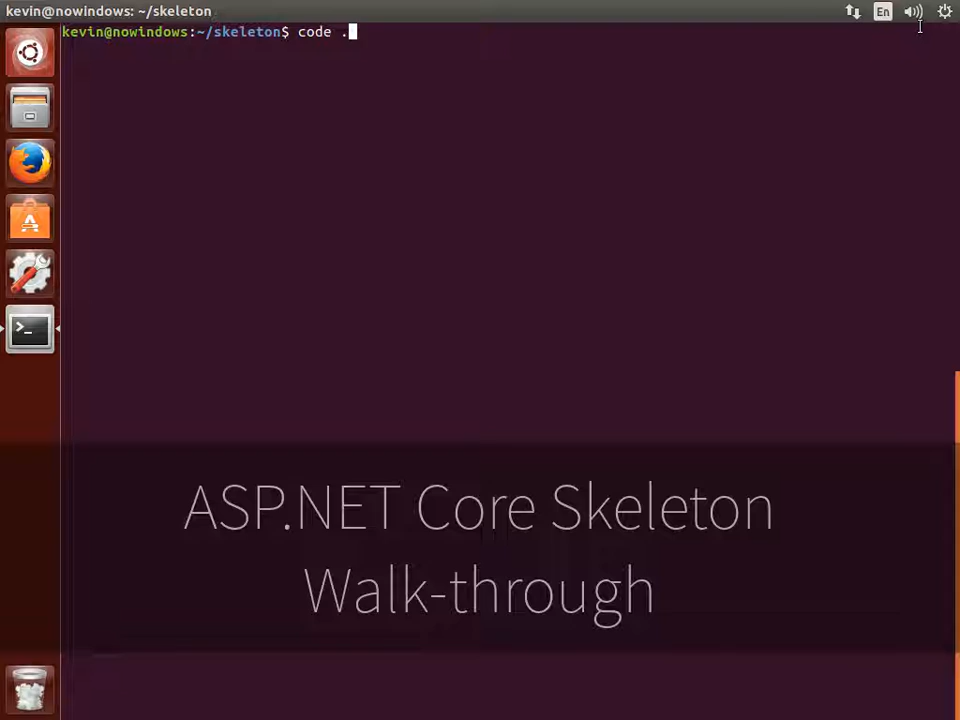 kevin@nowindows: ~/skeleton
En
kevin@nowindows:~/skeleton$ code .
ASP.NET Core Skeleton
Walk-through